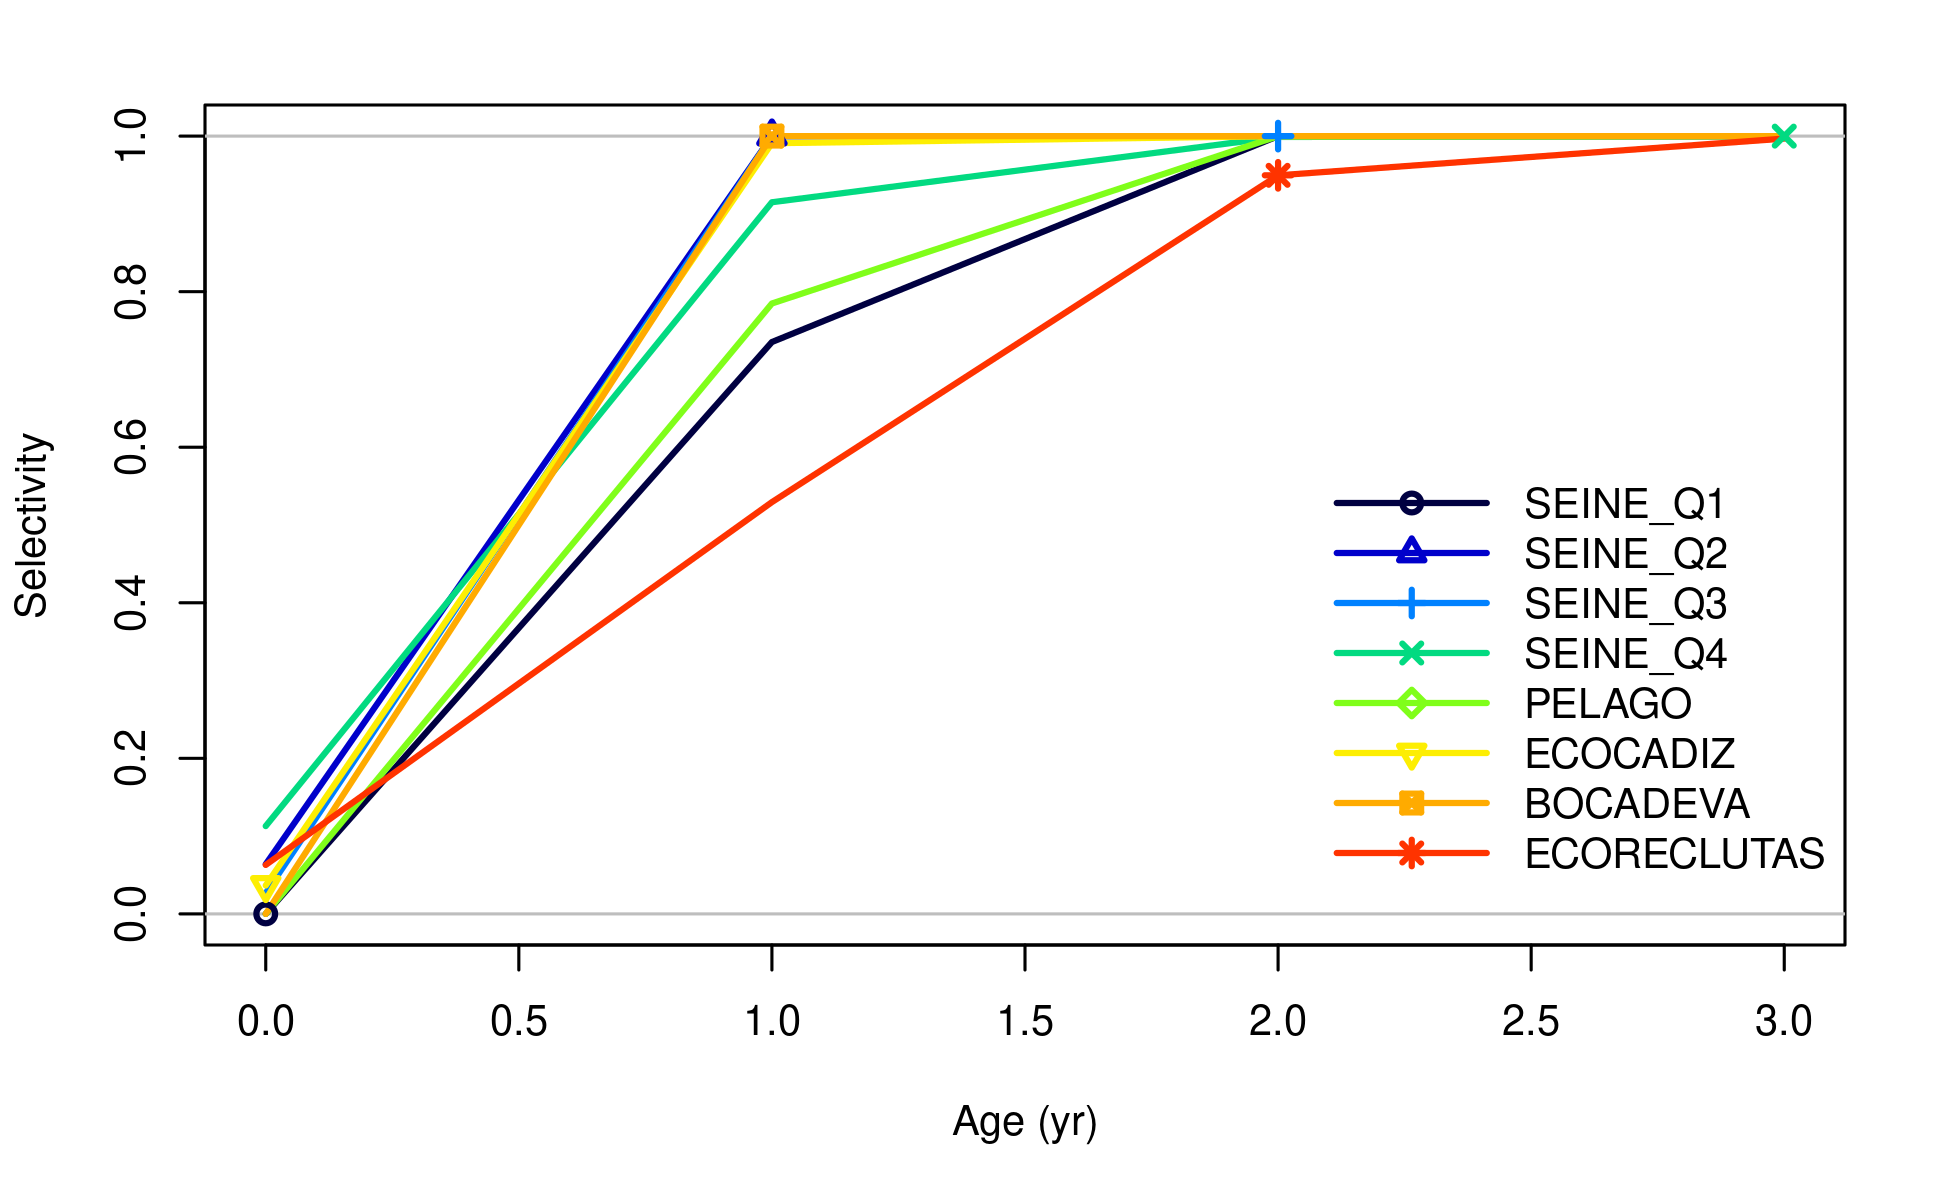 1.0
0.8
0.6
0.4
0.2
0.0
Selectivity
SEINE_Q1
SEINE_Q2
SEINE_Q3
SEINE_Q4
PELAGO
ECOCADIZ
BOCADEVA
ECORECLUTAS
0.0 0.5 1.0 1.5 2.0 2.5 3.0
Age (yr)